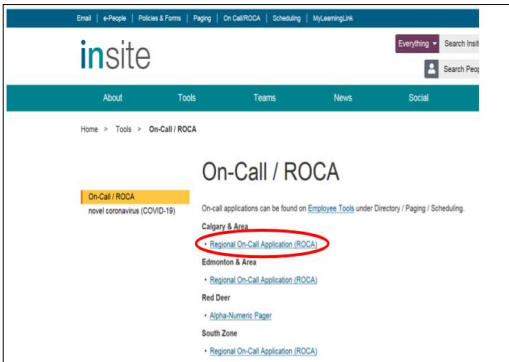 Email | e-People | Policies & Forms | Paging | On Call/ROCA | Scheduling | MyLearningLink
insite
Everything Search Insit
Search Peop
About Tools Teams News Social
Home > Tools > On-Call / ROCA
On-Call / ROCA
On-Call / ROCA
novel coronavirus (COVID-19)
On-call applications can be found on Employee Tools under Directory / Paging / Scheduling.
Calgary & Area
• Regional On-Call Application (ROCA)
Edmonton & Area
• Regional On-Call Application (ROCA)
Red Deer
• Alpha-Numeric Pager
South Zone
• Regional On-Call Application (ROCA)